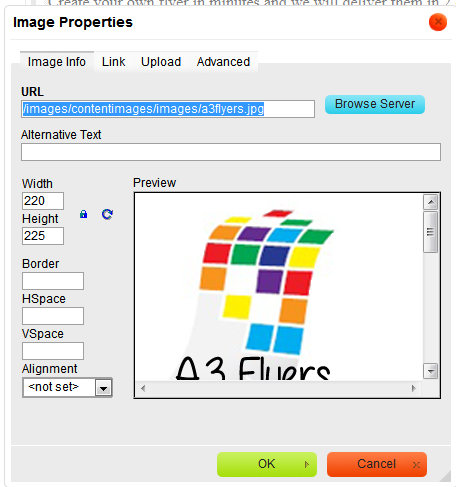 Create your own flyer in minutes and we will deliver them in 2
Image Properties
Image Info Link Upload Advanced
URL
/images/contentimages/images/a3flyers.jpg Browse Server
Alternative Text
Width
220
Height
225
Preview
A3 Flyers
Border
HSpace
VSpace
Alignment
<not set>
OK Cancel